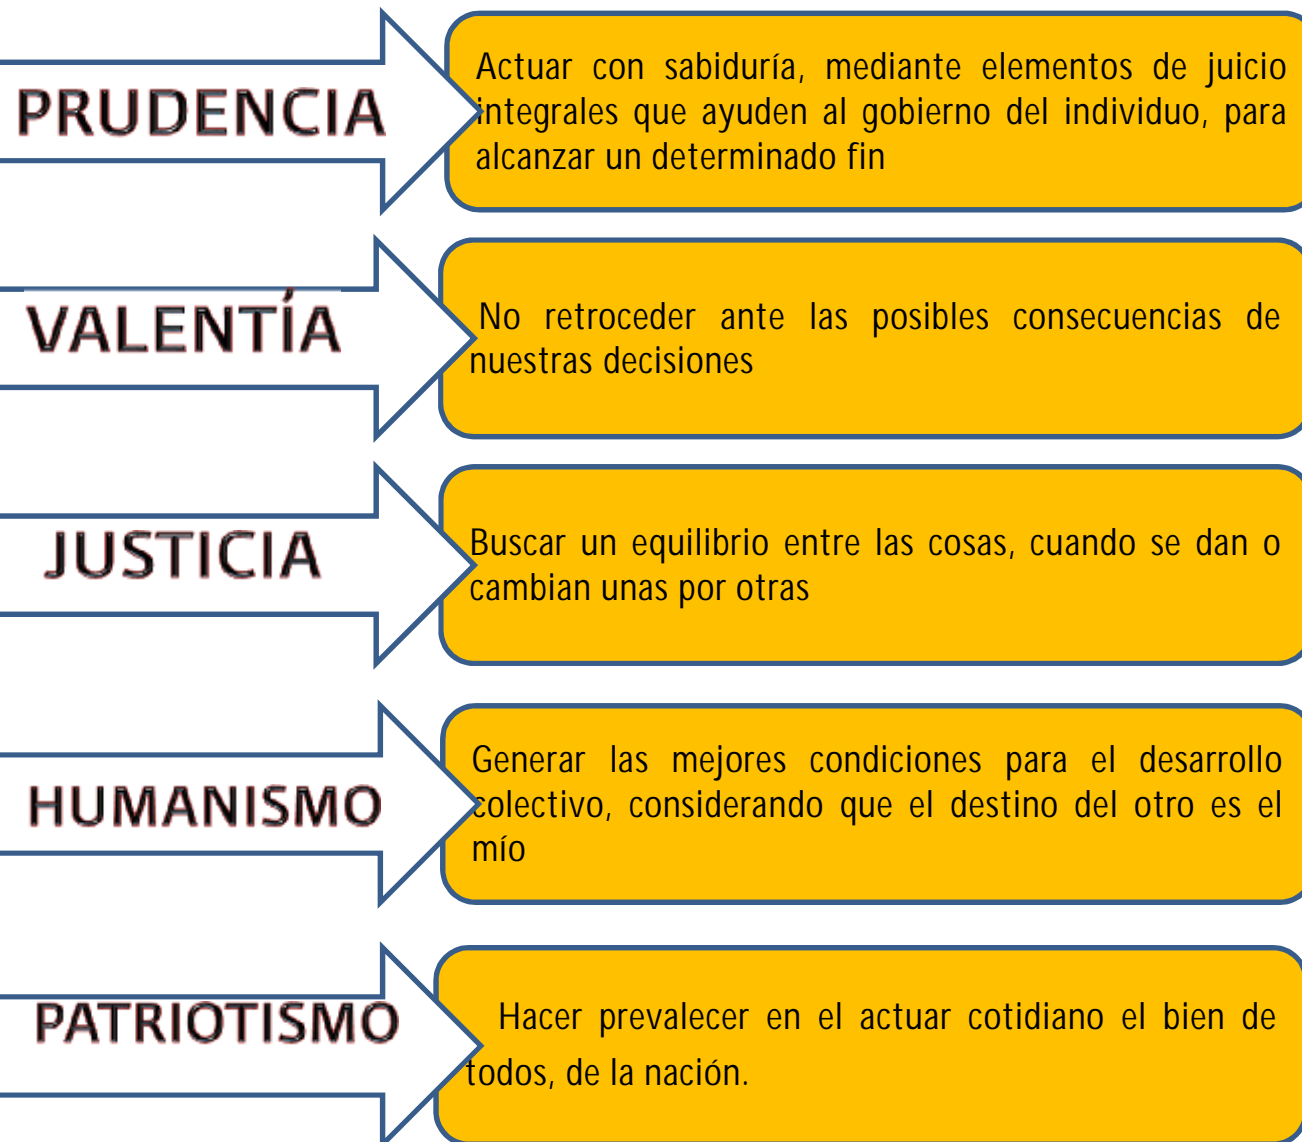 PRUDENCIA
Actuar con sabiduría, mediante elementos de juicio
integrales que ayuden al gobierno del individuo, para
alcanzar un determinado fin
VALENTÍA
No retroceder ante las posibles consecuencias de
nuestras decisiones
JUSTICIA
Buscar un equilibrio entre las cosas, cuando se dan o
cambian unas por otras
HUMANISMO
Generar las mejores condiciones para el desarrollo
colectivo, considerando que el destino del otro es el
mío
PATRIOTISMO
Hacer prevalecer en el actuar cotidiano el bien de
todos, de la nación.